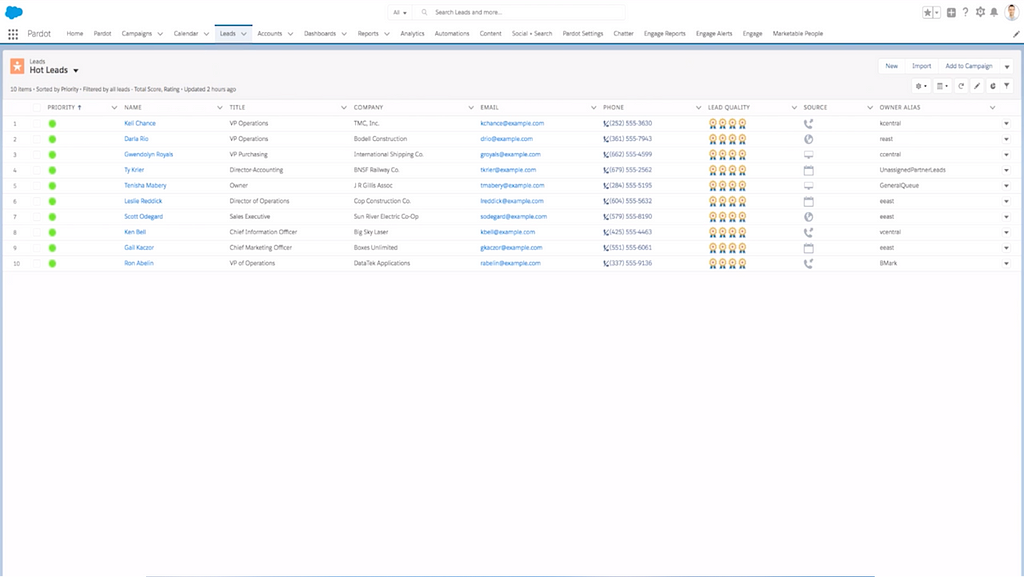 All Search Leads and more...
Pardot Home Pardot Campaigns Calendar Leads Accounts Dashboards Reports Analytics Automations Content Social + Search Pardot Settings Chatter Engage Reports Engage Alerts Engage Marketable People
Leads
Hot Leads
New Import Add to Campaign
10 items • Sorted by Priority • Filtered by all leads - Total Score, Rating • Updated 2 hours ago
PRIORITY ↑ NAME TITLE COMPANY EMAIL PHONE LEAD QUALITY SOURCE OWNER ALIAS
1 Keil Chance VP Operations TMC, Inc. kchance@example.com (252) 555-3630 kcentral
2 Darla Rio VP Operations Bodell Construction drio@example.com (361) 555-7943 reast
3 Gwendolyn Royals VP Purchasing International Shipping Co. groyals@example.com (662) 555-4599 ccentral
4 Ty Krier Director-Accounting BNSF Railway Co. tkrier@example.com (679) 555-2562 UnassignedPartnerLeads
5 Tenisha Mabery Owner J R Gills Assoc tmabery@example.com (284) 555-5195 GeneralQueue
6 Leslie Reddick Director of Operations Cop Construction Co. lreddick@example.com (604) 555-5632 eeast
7 Scott Odegard Sales Executive Sun River Electric Co-Op sodegard@example.com (579) 555-8190 eeast
8 Ken Bell Chief Information Officer Big Sky Laser kbell@example.com (425) 555-4463 vcentral
9 Gail Kaczor Chief Marketing Officer Boxes Unlimited gkaczor@example.com (551) 555-6061 eeast
10 Ron Abelin VP of Operations DataTek Applications rabelin@example.com (337) 555-9136 BMark